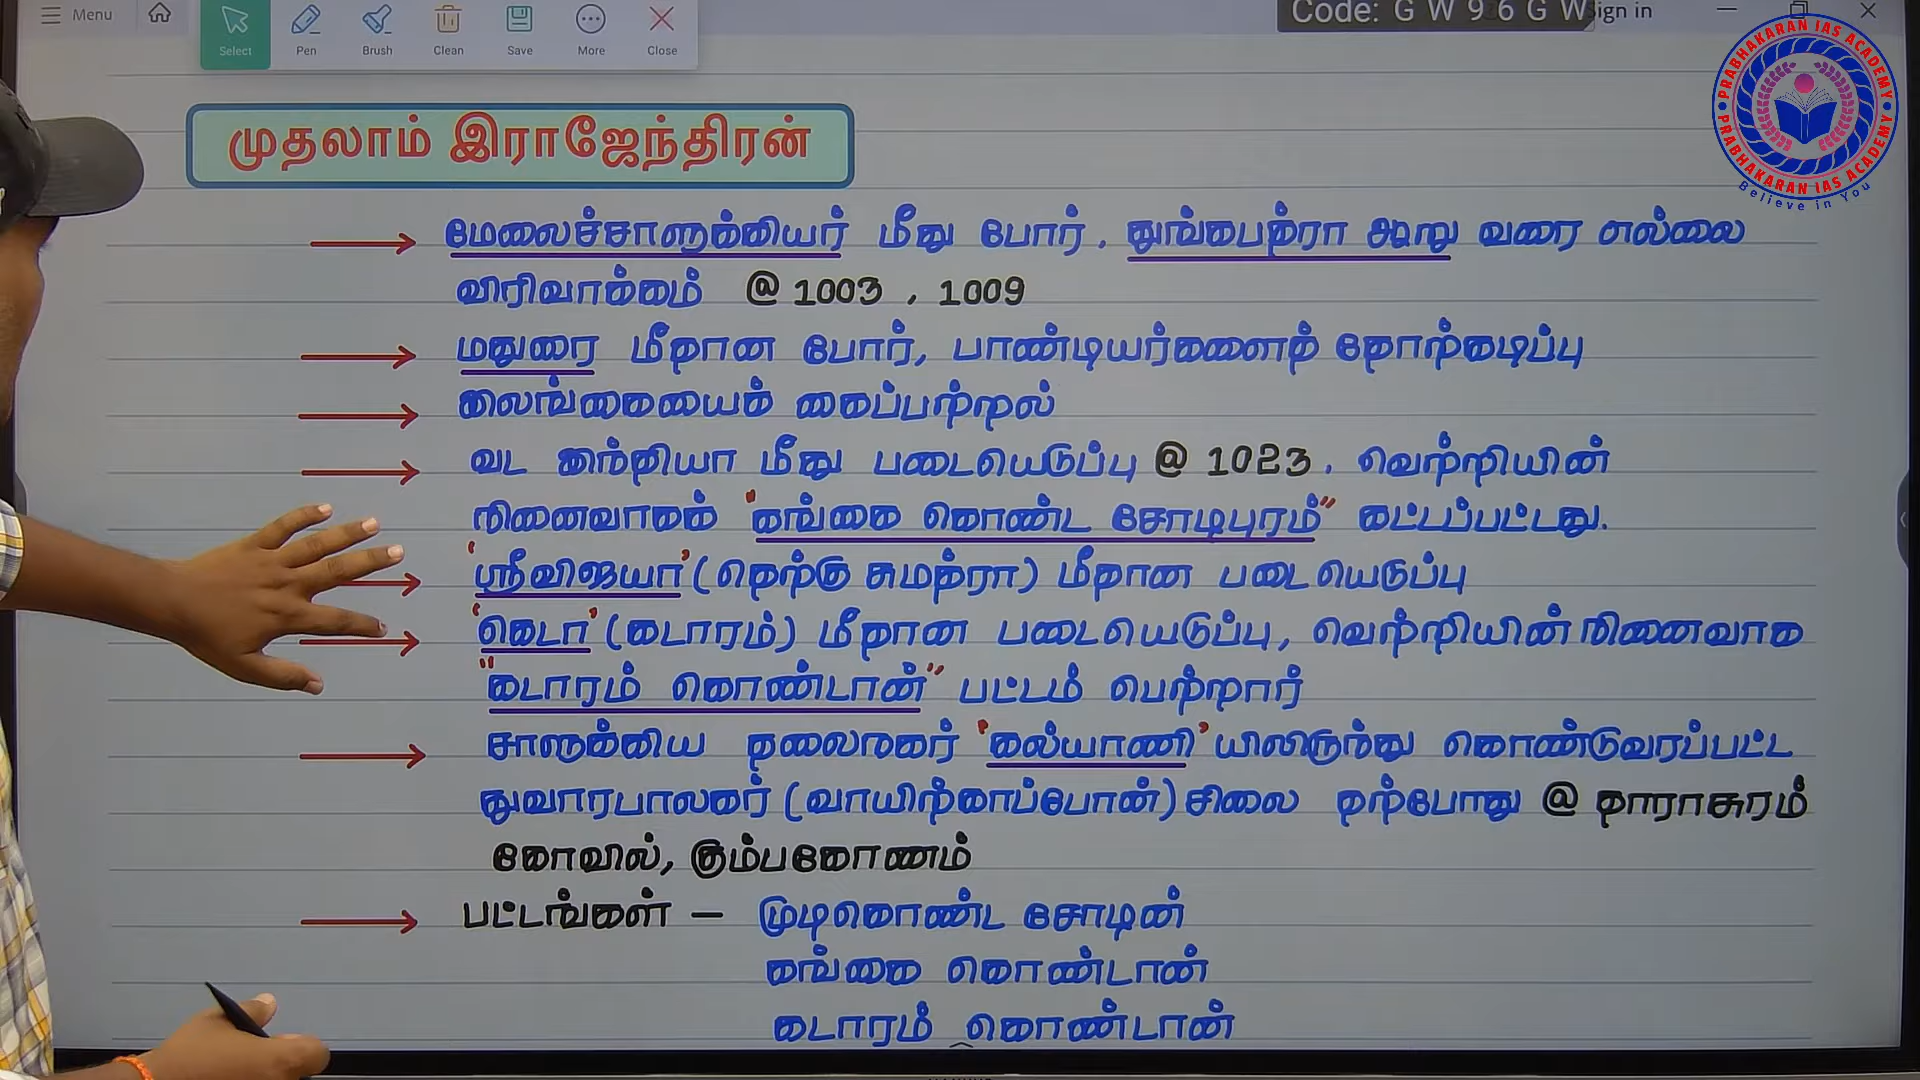 Menu
Select
Pen
Brush
Clean
Save
More
Close
Code: G W 9 6 G W
Sign in
PRABHAKARAN IAS ACADEMY
PRABHAKARAN IAS ACADEMY
Believe in You
முதலாம் இராஜேந்திரன்
மேலைச்சாளுக்கியர் மீது போர். துங்கபத்ரா ஆறு வரை எல்லை
விரிவாக்கம் @ 1003 , 1009
மதுரை மீதான போர், பாண்டியர்களைத் தோற்கடிப்பு
இலங்கையைக் கைப்பற்றல்
வட இந்தியா மீது படையெடுப்பு @ 1023. வெற்றியின்
நினைவாகக் "கங்கை கொண்ட சோழபுரம்" கட்டப்பட்டது.
'ஸ்ரீவிஜயா' (தெற்கு சுமத்ரா) மீதான படையெடுப்பு
'கெடா' (கடாரம்) மீதான படையெடுப்பு, வெற்றியின் நினைவாக
"கடாரம் கொண்டான்" பட்டம் பெற்றார்
சாளுக்கிய தலைநகர் 'கல்யாணி'யிலிருந்து கொண்டுவரப்பட்ட
துவாரபாலகர் (வாயிற்காப்போன்) சிலை தற்போது @ தாராசுரம்
கோவில், கும்பகோணம்
பட்டங்கள் – முடிகொண்ட சோழன்
கங்கை கொண்டான்
கடாரம் கொண்டான்